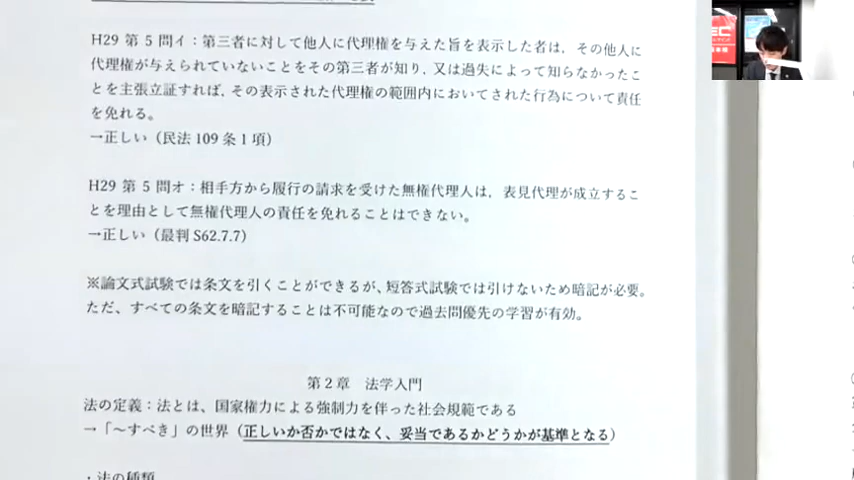 H29 第 5 問イ：第三者に対して他人に代理権を与えた旨を表示した者は、その他人に
代理権が与えられていないことをその第三者が知り、又は過失によって知らなかったこ
とを主張立証すれば、その表示された代理権の範囲内においてされた行為について責任
を免れる。
→正しい（民法 109 条 1 項）
H29 第 5 問オ：相手方から履行の請求を受けた無権代理人は、表見代理が成立するこ
とを理由として無権代理人の責任を免れることはできない。
→正しい（最判 S62.7.7）
※論文式試験では条文を引くことができるが、短答式試験では引けないため暗記が必要。
ただ、すべての条文を暗記することは不可能なので過去問優先の学習が有効。
第 2 章　法学入門
法の定義：法とは、国家権力による強制力を伴った社会規範である
→「～すべき」の世界（正しいか否かではなく、妥当であるかどうかが基準となる）
・法の種類